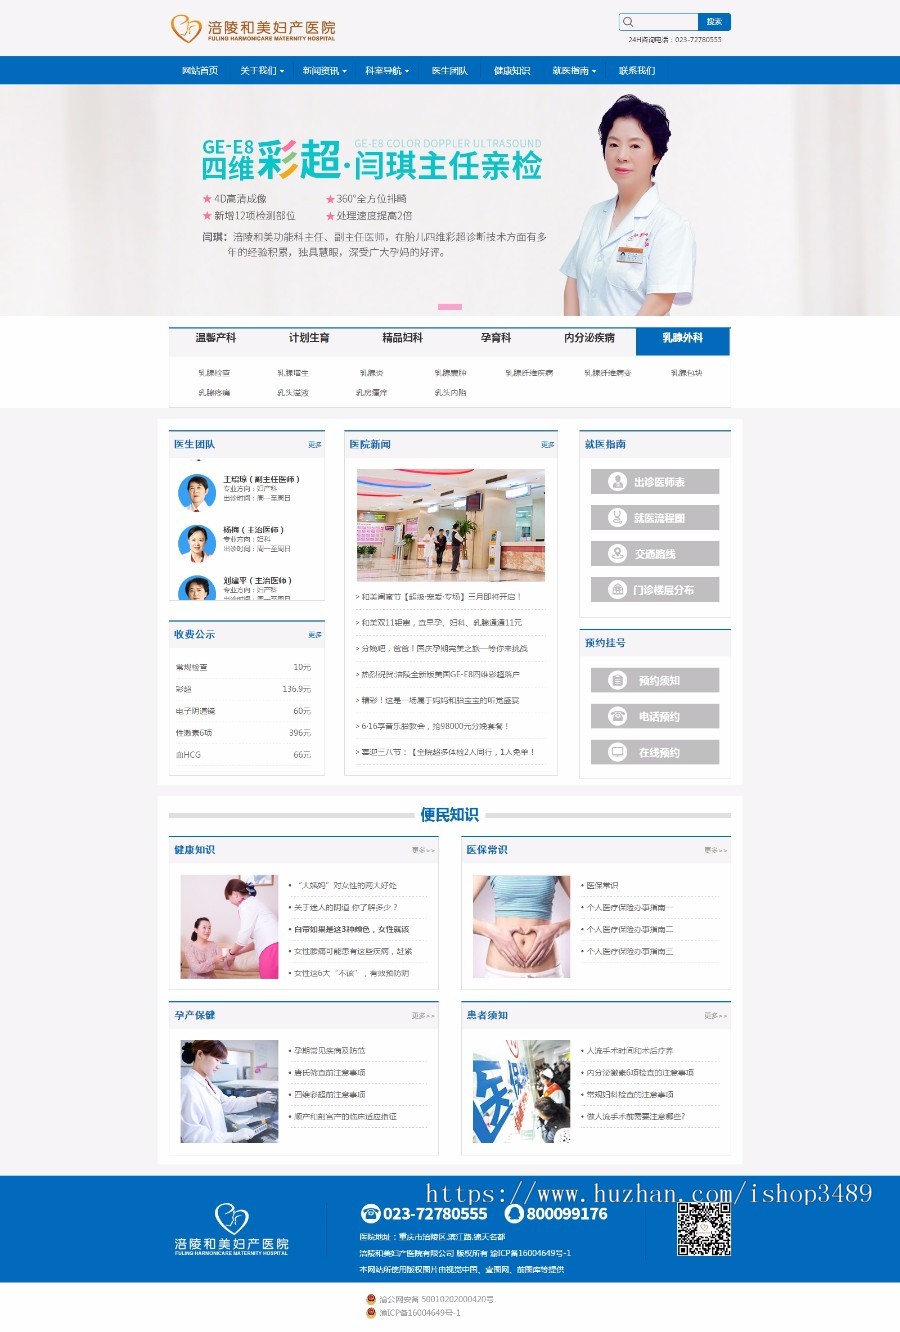 涪陵和美妇产医院
FULING HARMONICARE MATERNITY HOSPITAL
搜索
24H咨询电话：023-72780555
网站首页 关于我们 新闻资讯 科室导航 医生团队 健康知识 就医指南 联系我们
GE-E8 GE-E8 COLOR DOPPLER ULTRASOUND
四维彩超·闫琪主任亲检
★ 4D高清成像 ★ 360°全方位排畸
★ 新增12项检测部位 ★ 处理速度提高2倍
闫琪：涪陵和美功能科主任、副主任医师，在胎儿四维彩超诊断技术方面有多
年的经验积累，独具慧眼，深受广大孕妈的好评。
温馨产科 计划生育 精品妇科 孕育科 内分泌疾病 乳腺外科
乳腺检查 乳腺增生 乳腺炎 乳腺囊肿 乳腺纤维疾病 乳腺纤维病变 乳腺包块
乳腺疼痛 乳头溢液 乳房瘙痒 乳头内陷
医生团队 更多
王增琼（副主任医师）
专业方向：妇产科
出诊时间：周一至周日
杨梅（主治医师）
专业方向：妇科
出诊时间：周一至周日
刘建平（主治医师）
专业方向：妇产科
出诊时间：周一至周日
收费公示 更多
常规检查 10元
彩超 136.9元
电子阴道镜 60元
性激素6项 396元
血HCG 66元
医院新闻 更多
> 和美闺蜜节【超级·宠爱·专场】三月即将开启！
> 和美双11钜惠，查早孕、妇科、乳腺通通11元
> 分娩吧，爸爸！国庆孕期完美之旅—等你来挑战
> 热烈祝贺:涪陵全新版美国GE-E8四维彩超落户
> 精彩！这是一场属于妈妈和胎宝宝的听觉盛宴
> 6·16享音乐胎教会，抢98000元分娩套餐！
> 喜迎三八节：【全院超多体检2人同行，1人免单！
就医指南
出诊医师表
就医流程图
交通路线
门诊楼层分布
预约挂号
预约须知
电话预约
在线预约
便民知识
健康知识 更多>>
• “大姨妈”对女性的两大好处
• 关于迷人的阴道 你了解多少？
• 白带如果是这3种颜色，女性就该
• 女性腰痛可能患有这些疾病，赶紧
• 女性这6大“不该”，有效预防阴
医保常识 更多>>
• 医保常识
• 个人医疗保险办事指南一
• 个人医疗保险办事指南二
• 个人医疗保险办事指南三
孕产保健 更多>>
• 孕期常见疾病及防范
• 唐氏筛查前注意事项
• 四维彩超前注意事项
• 顺产和剖宫产的临床适应指征
患者须知 更多>>
• 人流手术时间和术后疗养
• 内分泌激素6项检查的注意事项
• 常规妇科检查的注意事项
• 做人流手术前需要注意哪些?
https://www.huzhan.com/ishop3489
涪陵和美妇产医院
FULING HARMONICARE MATERNITY HOSPITAL
023-72780555 800099176
医院地址：重庆市涪陵区,滨江路,锦天名都
涪陵和美妇产医院有限公司 版权所有 渝ICP备16004649号-1
本网站所使用版权图片由视觉中国、壹图网、前图库等提供
渝公网安备 50010202000420号
渝ICP备16004649号-1